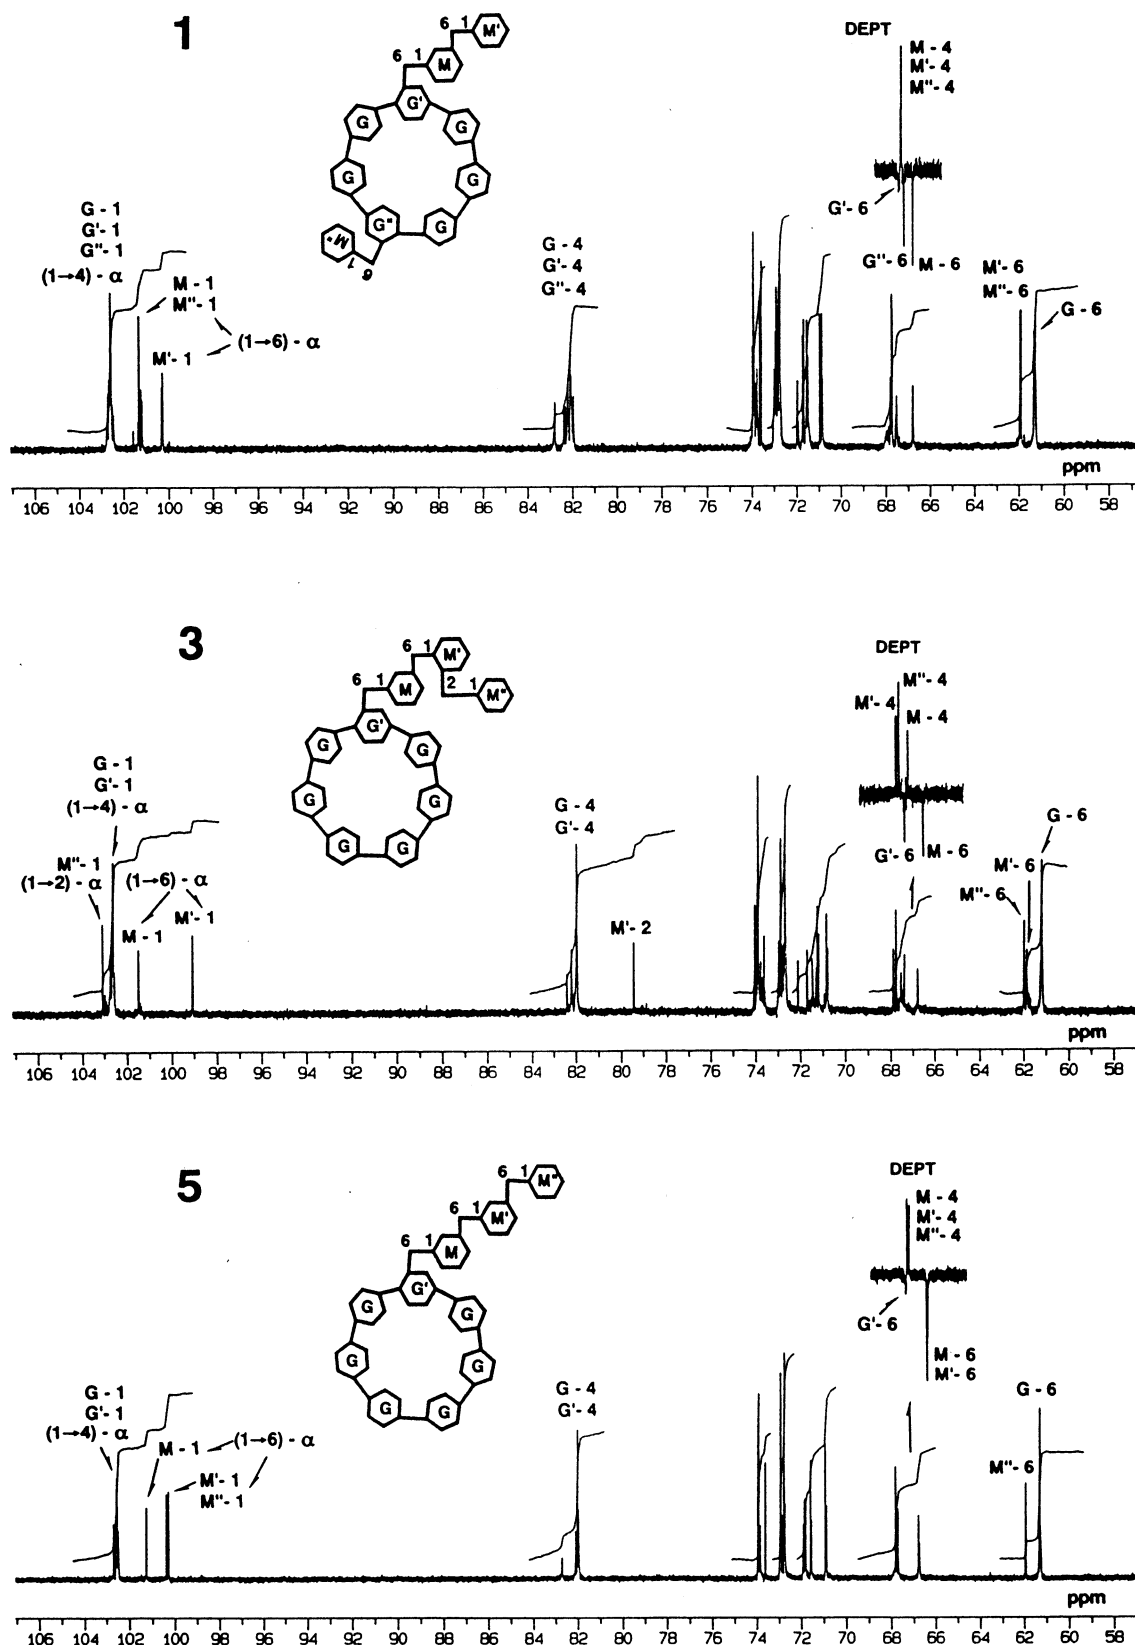 1
6 1 M'
6 1 M
G'
G G
G G
G" G
M"
1
6
DEPT
M - 4
M'- 4
M"- 4
G'- 6
G"- 6 M - 6
G - 1
G'- 1
G"- 1
(1→4) - α
M - 1
M"- 1
M'- 1
(1→6) - α
G - 4
G'- 4
G"- 4
M'- 6
M"- 6
G - 6
ppm
106 104 102 100 98 96 94 92 90 88 86 84 82 80 78 76 74 72 70 68 66 64 62 60 58
3
6 1 M'
2 1 M"
6 1 M
G'
G G
G G
G G
DEPT
M"- 4
M'- 4
M - 4
G'- 6 M - 6
G - 1
G'- 1
(1→4) - α
M"- 1
(1→2) - α
(1→6) - α
M - 1
M'- 1
G - 4
G'- 4
M'- 2
G - 6
M'- 6
M"- 6
ppm
106 104 102 100 98 96 94 92 90 88 86 84 82 80 78 76 74 72 70 68 66 64 62 60 58
5
6 1 M"
6 1 M'
6 1 M
G'
G G
G G
G G
DEPT
M - 4
M'- 4
M"- 4
G'- 6
M - 6
M'- 6
G - 1
G'- 1
(1→4) - α
M - 1
(1→6) - α
M'- 1
M"- 1
G - 4
G'- 4
G - 6
M"- 6
ppm
106 104 102 100 98 96 94 92 90 88 86 84 82 80 78 76 74 72 70 68 66 64 62 60 58